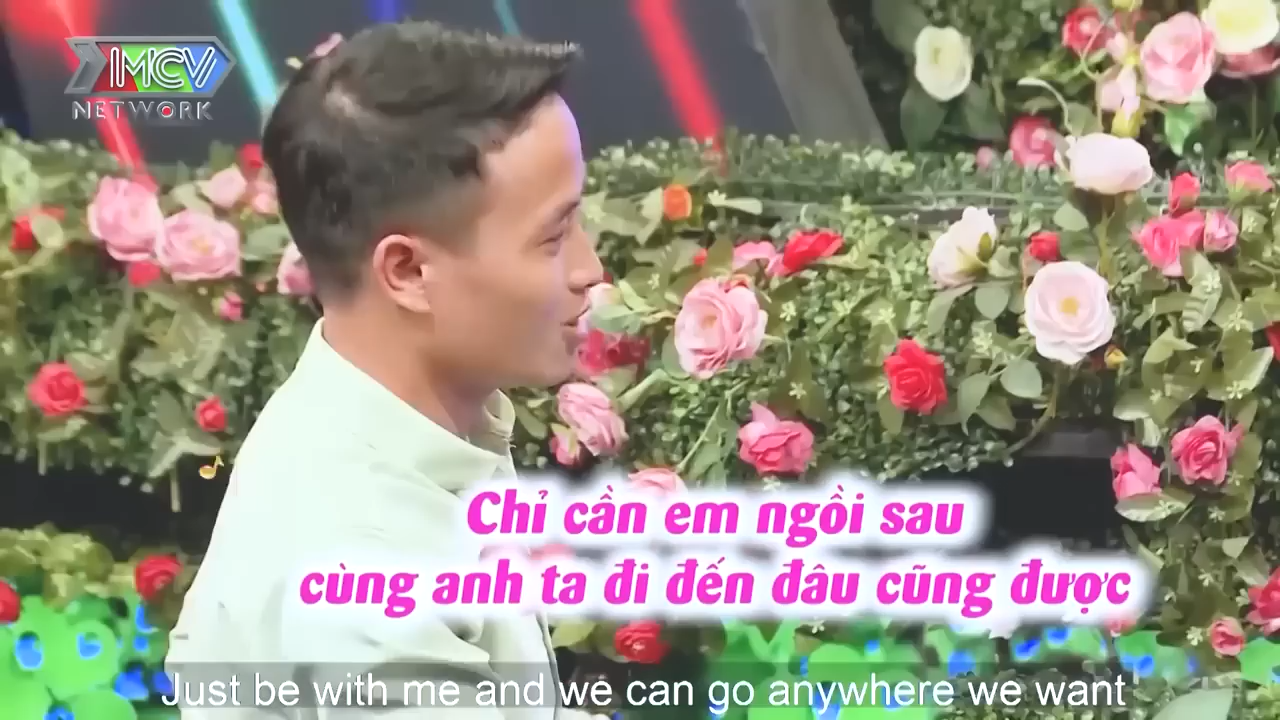 MCV
NETWORK
Chỉ cần em ngồi sau
cùng anh ta đi đến đâu cũng được
Just be with me and we can go anywhere we want